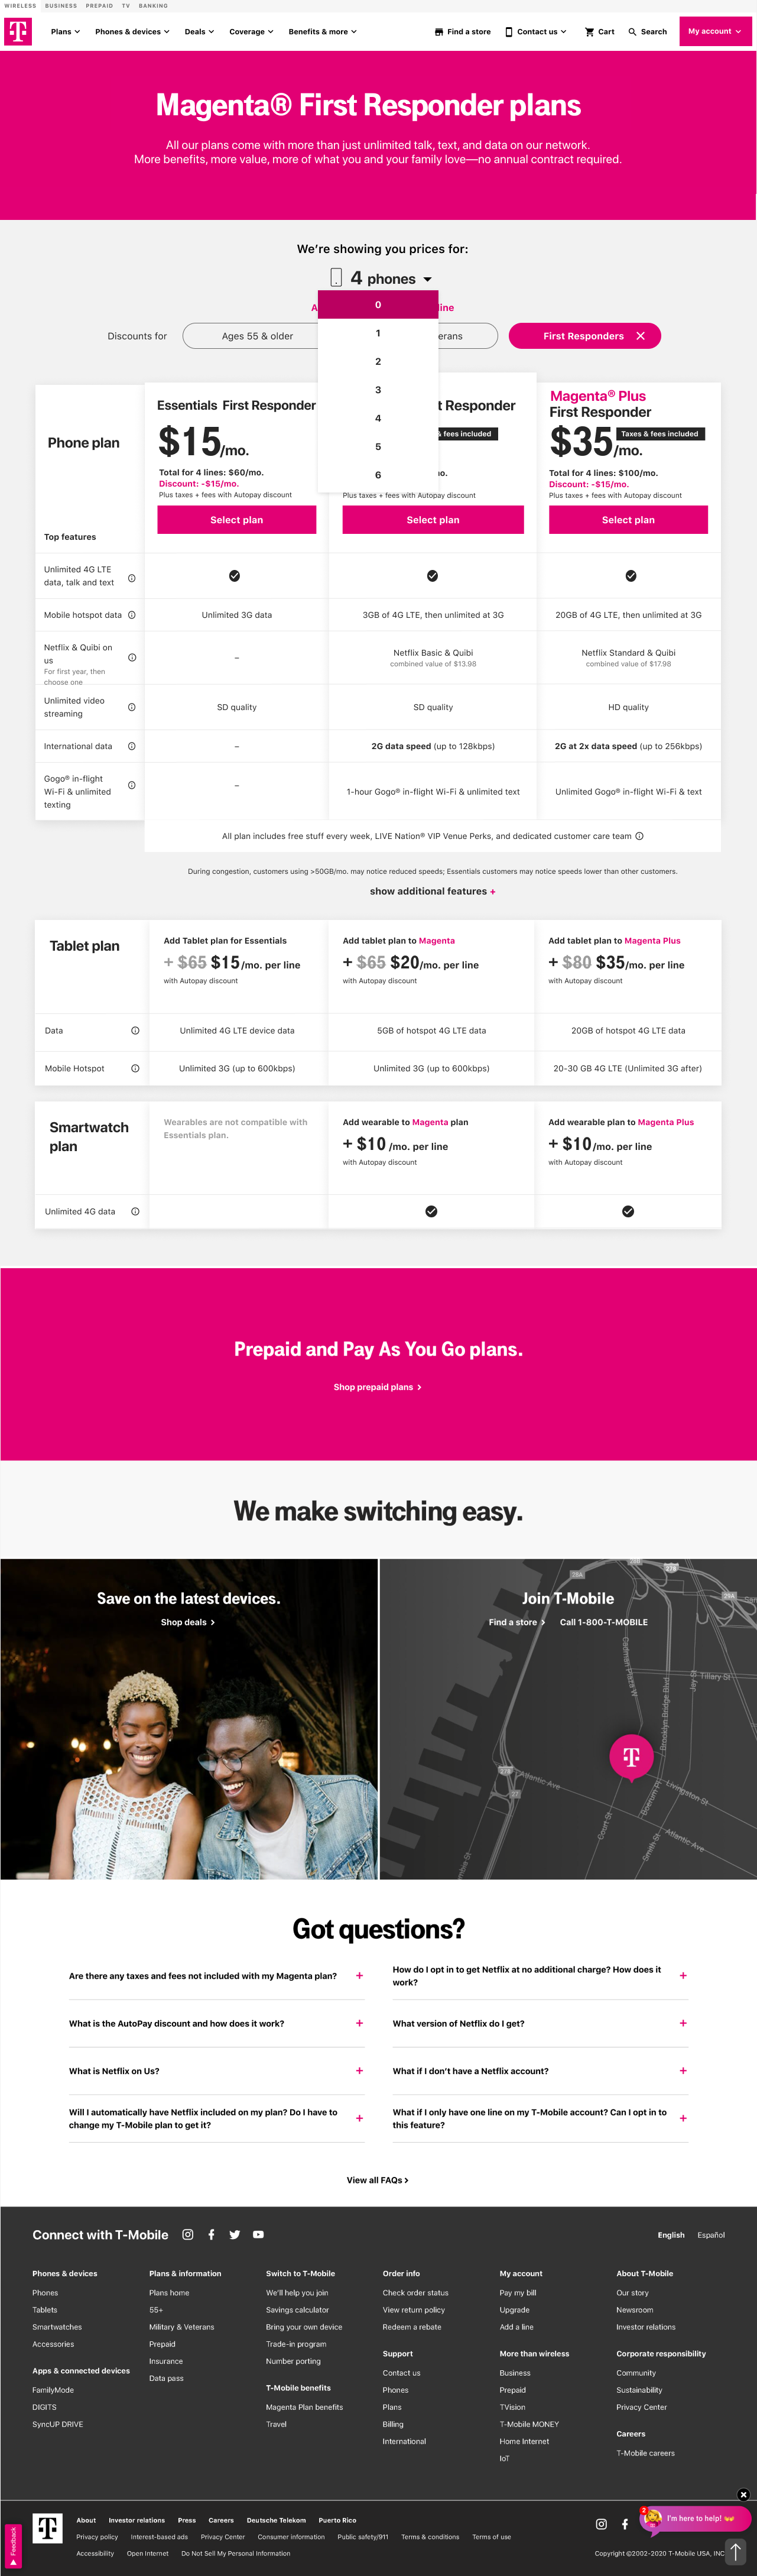 WIRELESS BUSINESS PREPAID TV BANKING
Plans Phones & devices Deals Coverage Benefits & more Find a store Contact us Cart Search My account
Magenta® First Responder plans
All our plans come with more than just unlimited talk, text, and data on our network.
More benefits, more value, more of what you and your family love—no annual contract required.
We're showing you prices for:
4 phones
line
0
1
2
3
4
5
6
Discounts for Ages 55 & older First Responders
Phone plan
Top features
Essentials First Responder
$15/mo.
Total for 4 lines: $60/mo.
Discount: -$15/mo.
Plus taxes + fees with Autopay discount
Select plan
Responder
& fees included
Plus taxes + fees with Autopay discount
Select plan
Magenta® Plus
First Responder
$35/mo.
Taxes & fees included
Total for 4 lines: $100/mo.
Discount: -$15/mo.
Plus taxes + fees with Autopay discount
Select plan
Unlimited 4G LTE
data, talk and text
Mobile hotspot data Unlimited 3G data 3GB of 4G LTE, then unlimited at 3G 20GB of 4G LTE, then unlimited at 3G
Netflix & Quibi on
us
For first year, then
choose one
–
Netflix Basic & Quibi
combined value of $13.98
Netflix Standard & Quibi
combined value of $17.98
Unlimited video
streaming
SD quality SD quality HD quality
International data – 2G data speed (up to 128kbps) 2G at 2x data speed (up to 256kbps)
Gogo® in-flight
Wi-Fi & unlimited
texting
–
1-hour Gogo® in-flight Wi-Fi & unlimited text
Unlimited Gogo® in-flight Wi-Fi & text
All plan includes free stuff every week, LIVE Nation® VIP Venue Perks, and dedicated customer care team
During congestion, customers using >50GB/mo. may notice reduced speeds; Essentials customers may notice speeds lower than other customers.
show additional features +
Tablet plan
Add Tablet plan for Essentials
+ $65 $15/mo. per line
with Autopay discount
Add tablet plan to Magenta
+ $65 $20/mo. per line
with Autopay discount
Add tablet plan to Magenta Plus
+ $80 $35/mo. per line
with Autopay discount
Data Unlimited 4G LTE device data 5GB of hotspot 4G LTE data 20GB of hotspot 4G LTE data
Mobile Hotspot Unlimited 3G (up to 600kbps) Unlimited 3G (up to 600kbps) 20-30 GB 4G LTE (Unlimited 3G after)
Smartwatch
plan
Wearables are not compatible with
Essentials plan.
Add wearable to Magenta plan
+ $10 /mo. per line
with Autopay discount
Add wearable plan to Magenta Plus
+ $10/mo. per line
with Autopay discount
Unlimited 4G data
Prepaid and Pay As You Go plans.
Shop prepaid plans
We make switching easy.
Save on the latest devices.
Shop deals
Join T-Mobile
Find a store Call 1-800-T-MOBILE
28A
278
29A
Cadman Plaza W
Brooklyn Bridge Blvd
Jay St
Tillary St
T
278
27
Atlantic Ave
Court St
Boerum Pl
Livingston St
Smith St
Atlantic Ave
Got questions?
Are there any taxes and fees not included with my Magenta plan? +
How do I opt in to get Netflix at no additional charge? How does it
work? +
What is the AutoPay discount and how does it work? +
What version of Netflix do I get? +
What is Netflix on Us? +
What if I don't have a Netflix account? +
Will I automatically have Netflix included on my plan? Do I have to
change my T-Mobile plan to get it? +
What if I only have one line on my T-Mobile account? Can I opt in to
this feature? +
View all FAQs
Connect with T-Mobile English Español
Phones & devices
Phones
Tablets
Smartwatches
Accessories
Apps & connected devices
FamilyMode
DIGITS
SyncUP DRIVE
Plans & information
Plans home
55+
Military & Veterans
Prepaid
Insurance
Data pass
Switch to T-Mobile
We'll help you join
Savings calculator
Bring your own device
Trade-in program
Number porting
T-Mobile benefits
Magenta Plan benefits
Travel
Order info
Check order status
View return policy
Redeem a rebate
Support
Contact us
Phones
Plans
Billing
International
My account
Pay my bill
Upgrade
Add a line
More than wireless
Business
Prepaid
TVision
T-Mobile MONEY
Home Internet
IoT
About T-Mobile
Our story
Newsroom
Investor relations
Corporate responsibility
Community
Sustainability
Privacy Center
Careers
T-Mobile careers
About Investor relations Press Careers Deutsche Telekom Puerto Rico
Privacy policy Interest-based ads Privacy Center Consumer information Public safety/911 Terms & conditions Terms of use
Accessibility Open Internet Do Not Sell My Personal Information
Copyright ©2002-2020 T-Mobile USA, INC
2
I'm here to help!
Feedback